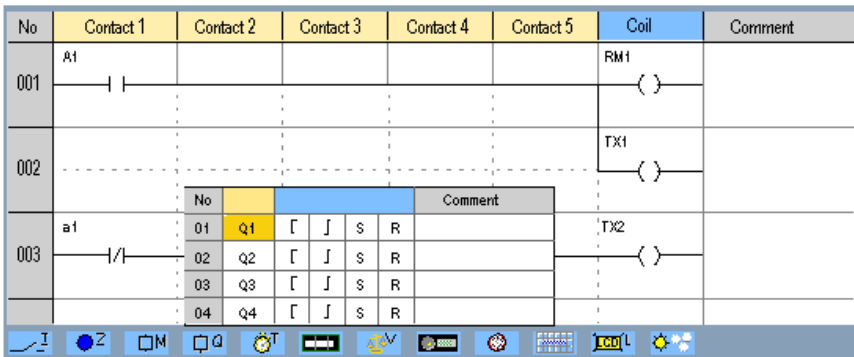 No Contact 1 Contact 2 Contact 3 Contact 4 Contact 5 Coil Comment
A1 RM1
001
TX1
002
No Comment
a1 01 Q1 S R TX2
003 02 Q2 S R
03 Q3 S R
04 Q4 S R
I Z M Q T V LCD L